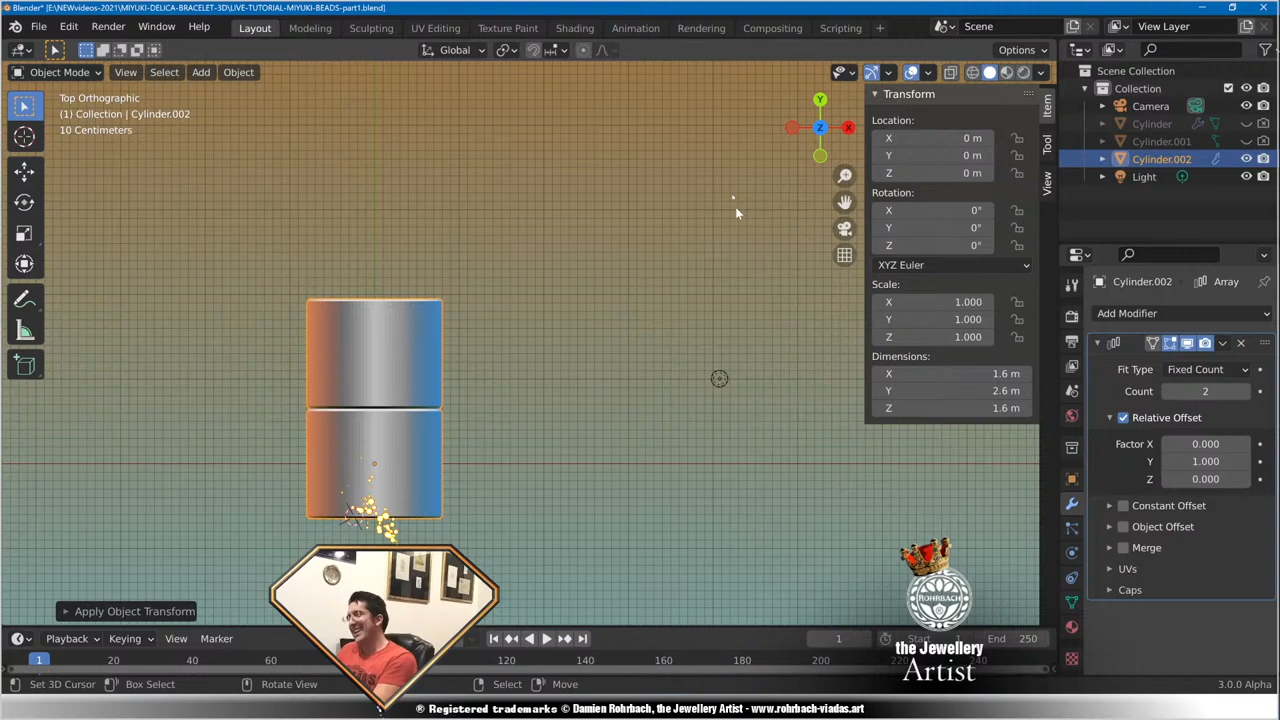 Blender* [E:\NEWvideos-2021\MIYUKI-DELICA-BRACELET-3D\LIVE-TUTORIAL-MIYUKI-BEADS-part1.blend]
File Edit Render Window Help Layout Modeling Sculpting UV Editing Texture Paint Shading Animation Rendering Compositing Scripting Scene View Layer
Global Options
Object Mode View Select Add Object
Top Orthographic
(1) Collection | Cylinder.002
10 Centimeters
Y
X
Z
Transform
Location:
X 0 m
Y 0 m
Z 0 m
Rotation:
X 0°
Y 0°
Z 0°
XYZ Euler
Scale:
X 1.000
Y 1.000
Z 1.000
Dimensions:
X 1.6 m
Y 2.6 m
Z 1.6 m
Item
Tool
View
Scene Collection
Collection
Camera
Cylinder
Cylinder.001
Cylinder.002
Light
Cylinder.002 Array
Add Modifier
Fit Type Fixed Count
Count 2
Relative Offset
Factor X 0.000
Y 1.000
Z 0.000
Constant Offset
Object Offset
Merge
UVs
Caps
Apply Object Transform
ROHRBACH
the Jewellery
Artist
Playback Keying View Marker 1 Start 1 End 250
1 20 40 60 120 140 160 180 200 220 240
Set 3D Cursor Box Select Rotate View Select Move 3.0.0 Alpha
® Registered trademarks © Damien Rohrbach, the Jewellery Artist - www.rohrbach-viadas.art